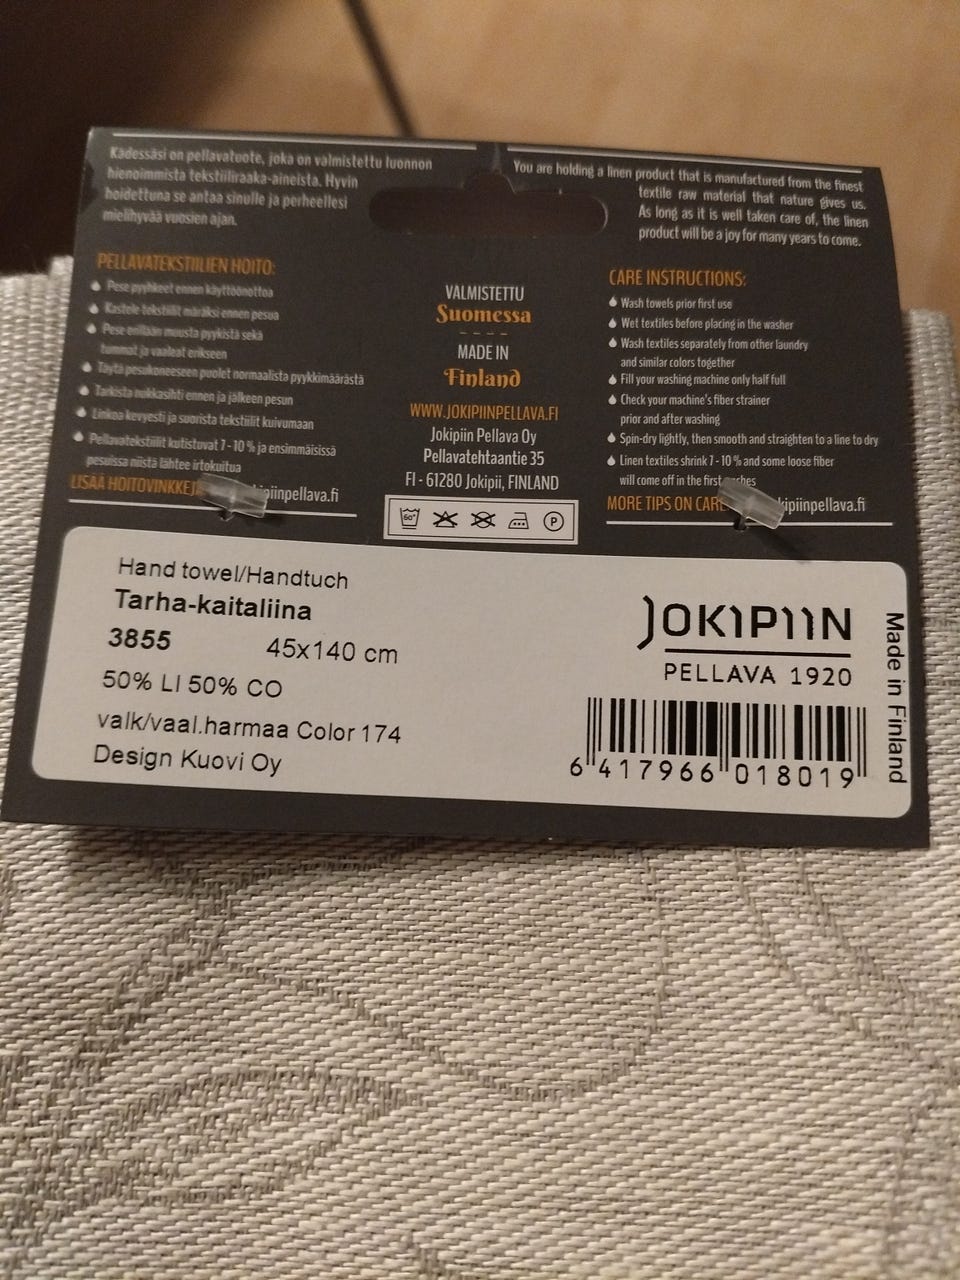 Kädessäsi on pellavatuote, joka on valmistettu luonnon
hienoimmista tekstiiliraaka-aineista. Hyvin
hoidettuna se antaa sinulle ja perheellesi
mielihyvää vuosien ajan.
You are holding a linen product that is manufactured from the finest
textile raw material that nature gives us.
As long as it is well taken care of, the linen
product will be a joy for many years to come.
PELLAVATEKSTIILIEN HOITO:
Pese pyyhkeet ennen käyttöönottoa
Kastele tekstiilit märäksi ennen pesua
Pese erillään muusta pyykistä sekä
tummat ja vaaleat erikseen
Täytä pesukoneeseen puolet normaalista pyykkimäärästä
Tarkista nukkasihti ennen ja jälkeen pesun
Linkoa kevyesti ja suorista tekstiilit kuivumaan
Pellavatekstiilit kutistuvat 7-10 % ja ensimmäisissä
pesuissa niistä lähtee irtokuitua
LISÄÄ HOITOVINKKEJÄ
VALMISTETTU
Suomessa
MADE IN
Finland
WWW.JOKIPIINPELLAVA.FI
Jokipiin Pellava Oy
Pellavatehtaantie 35
FI - 61280 Jokipii, FINLAND
60°
P
CARE INSTRUCTIONS:
Wash towels prior first use
Wet textiles before placing in the washer
Wash textiles separately from other laundry
and similar colors together
Fill your washing machine only half full
Check your machine's fiber strainer
prior and after washing
Spin-dry lightly, then smooth and straighten to a line to dry
Linen textiles shrink 7 - 10 % and some loose fiber
will come off in the first
MORE TIPS ON CARE
Hand towel/Handtuch
Tarha-kaitaliina
3855 45x140 cm
50% LI 50% CO
valk/vaal.harmaa Color 174
Design Kuovi Oy
JOKIPIIN
PELLAVA 1920
6 417966 018019
Made in Finland